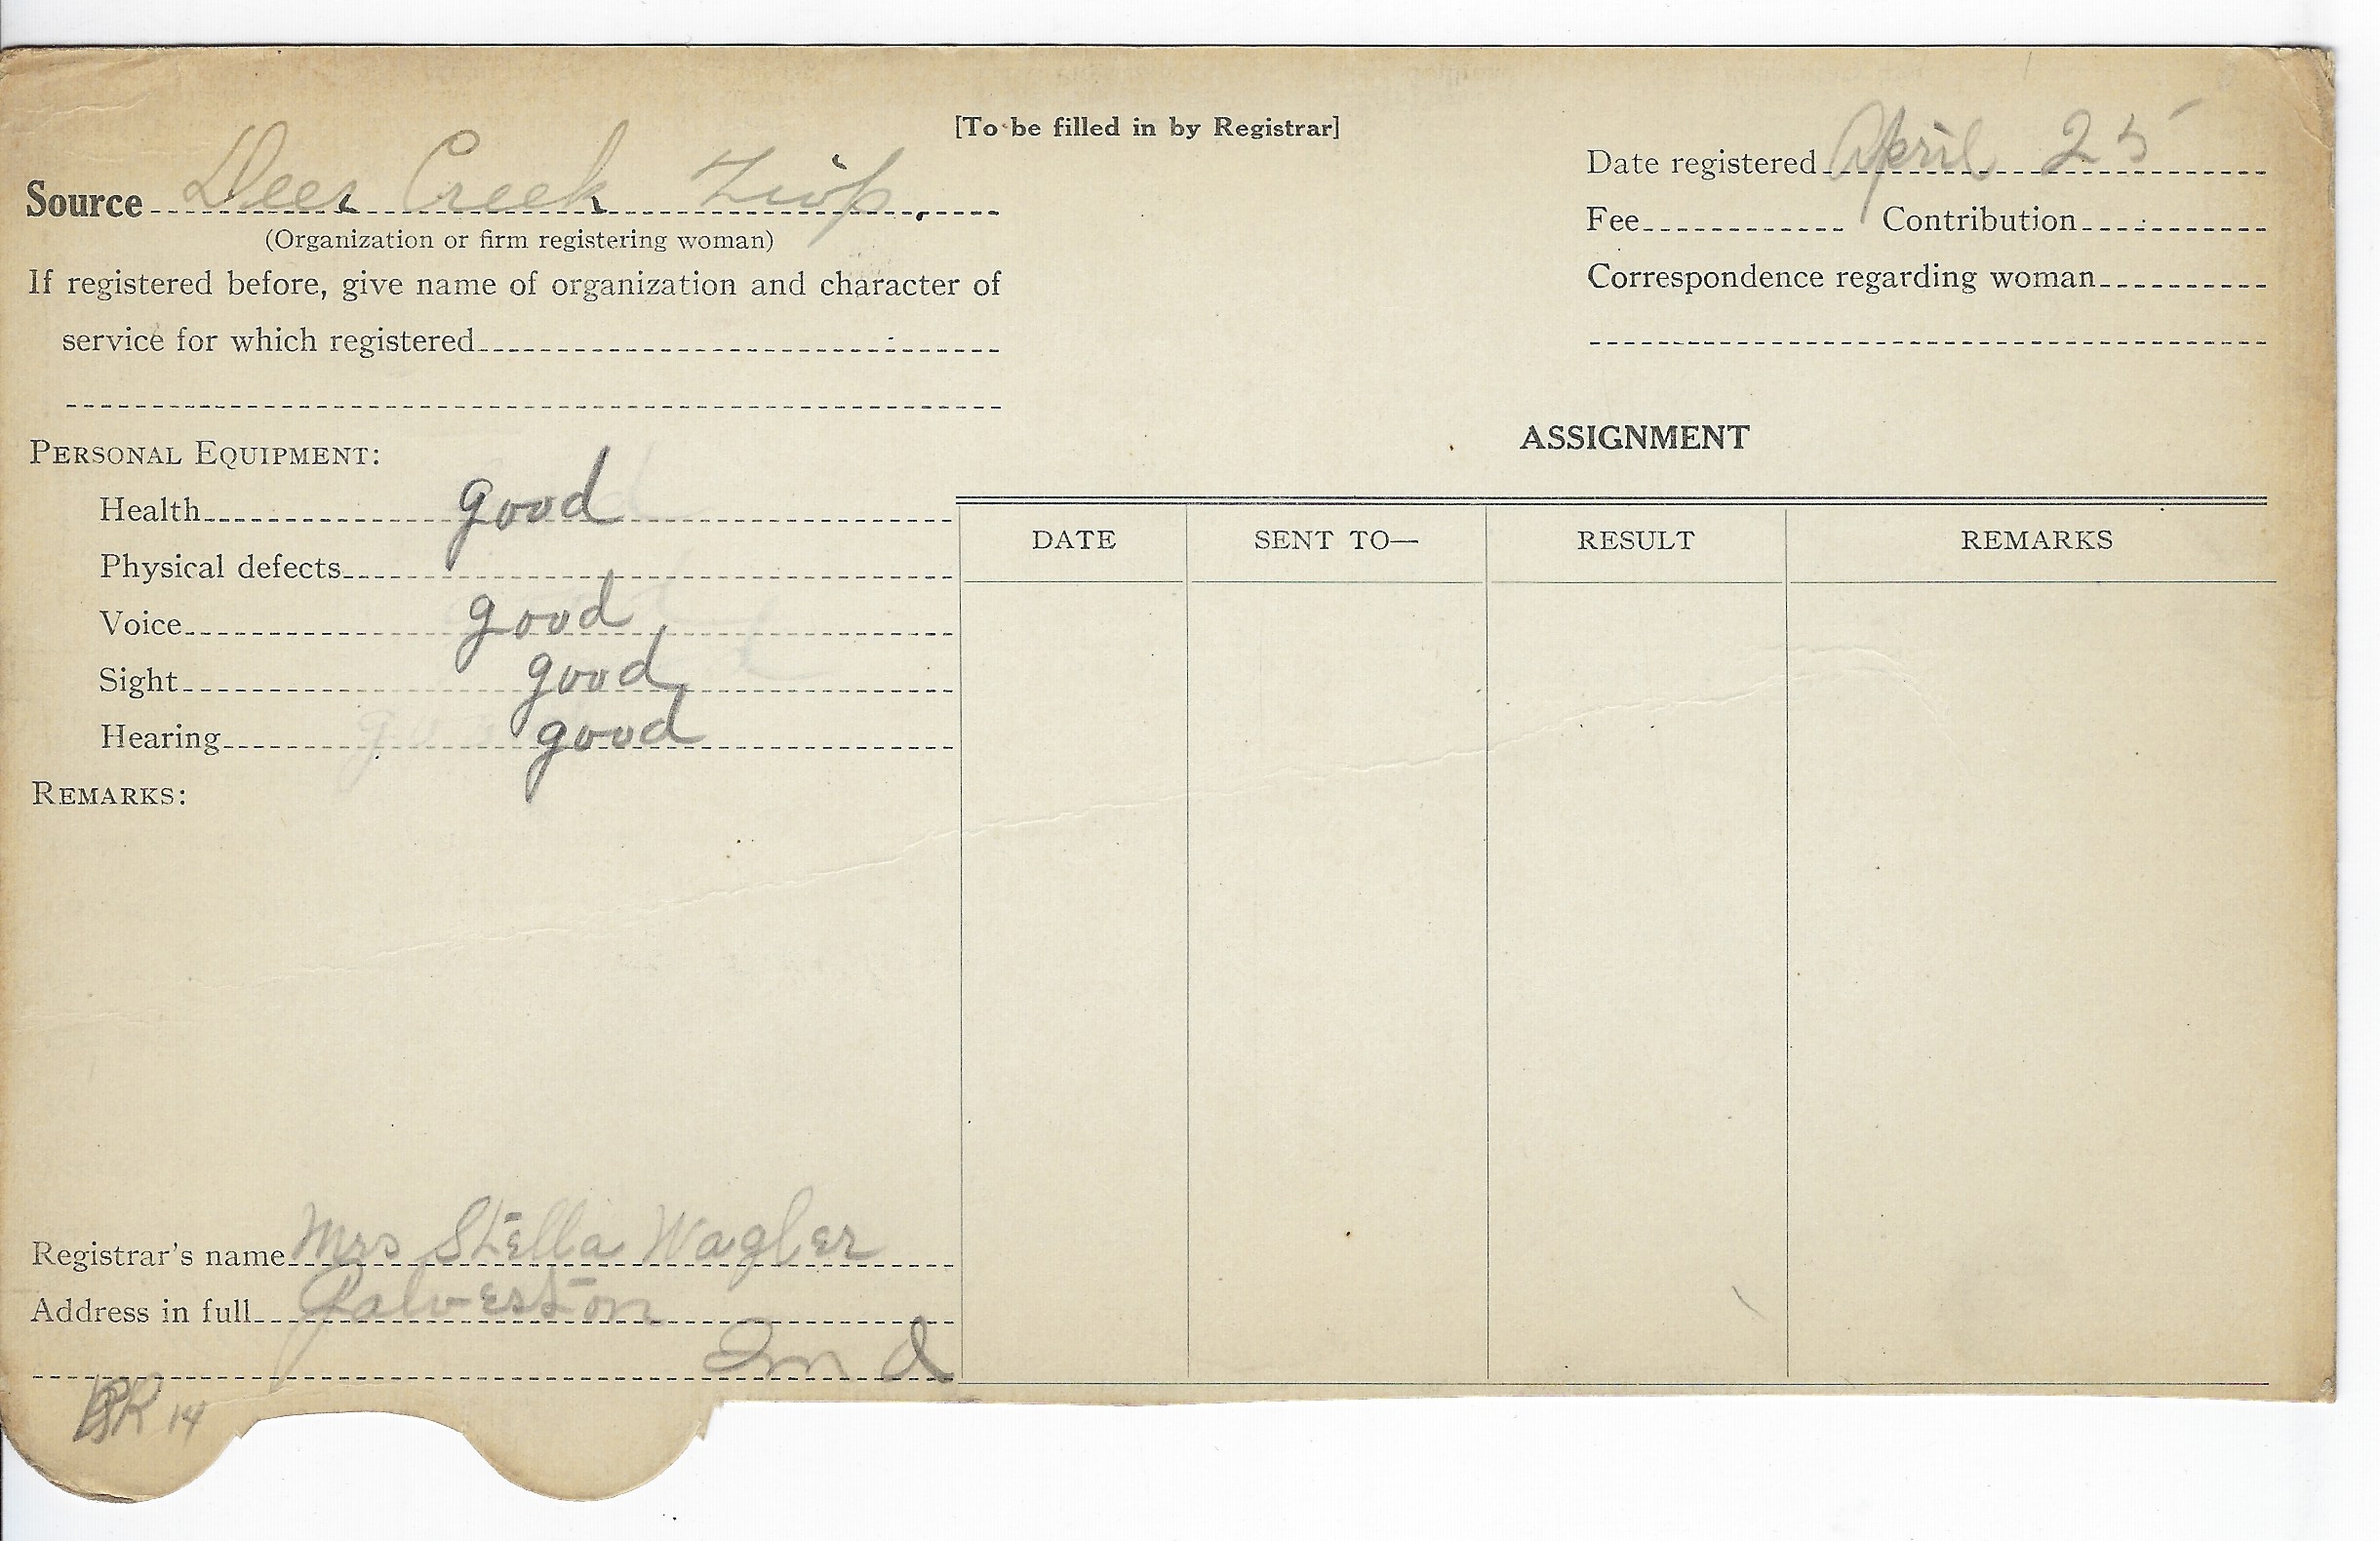 [To be filled in by Registrar]
Source Deer Creek Twp.
(Organization or firm registering woman)
If registered before, give name of organization and character of
service for which registered
Date registered April 25
Fee Contribution
Correspondence regarding woman
PERSONAL EQUIPMENT:
Health good
Physical defects
Voice good
Sight good
Hearing good
REMARKS:
ASSIGNMENT
DATE SENT TO— RESULT REMARKS
Registrar's name Mrs Stella Wagler
Address in full Galveston
Ind
14